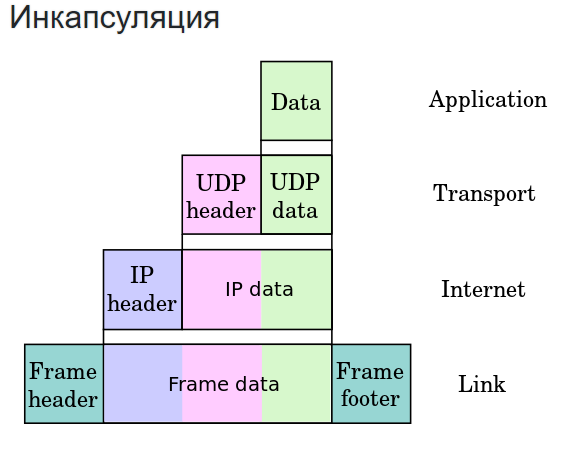 Инкапсуляция
Data
Application
UDP
header
UDP
data
Transport
IP
header
IP data
Internet
Frame
header
Frame data
Frame
footer
Link